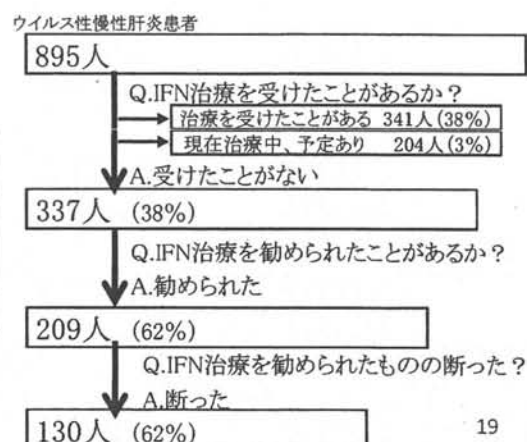 ウイルス性慢性肝炎患者
895人
Q.IFN治療を受けたことがあるか？
治療を受けたことがある 341人(38%)
現在治療中、予定あり 204人(3%)
A.受けたことがない
337人 (38%)
Q.IFN治療を勧められたことがあるか？
A.勧められた
209人 (62%)
Q.IFN治療を勧められたものの断った？
A.断った
130人 (62%)
19